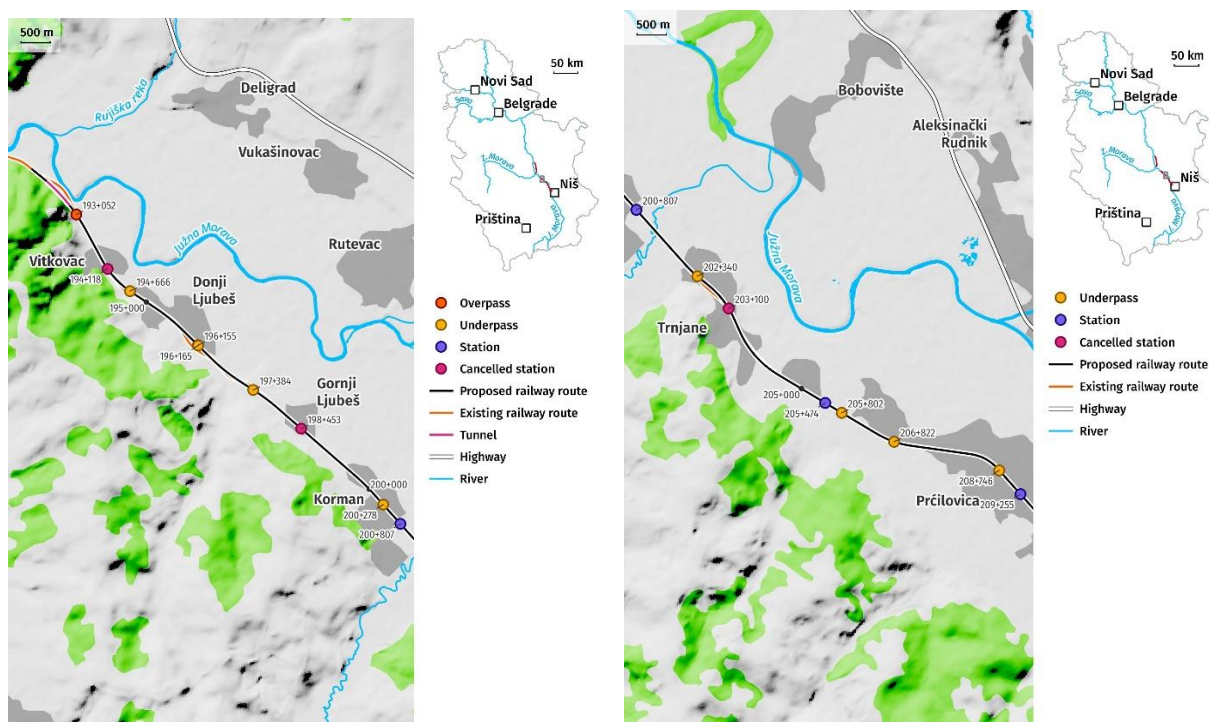 500 m
Deligrad
Rujiška reka
Vukašinovac
193+052
Rutevac
Južna Morava
Vitkovac
194+118
194+666
195+000
Donji
Ljubeš
196+155
196+165
197+384
Gornji
Ljubeš
198+453
200+000
Korman
200+278
200+807
50 km
Novi Sad
Sava
Belgrade
Z. Morava
Niš
J. Morava
Priština
Overpass
Underpass
Station
Cancelled station
Proposed railway route
Existing railway route
Tunnel
Highway
River
500 m
Bobovište
Aleksinački
Rudnik
200+807
Južna Morava
202+340
203+100
Trnjane
205+000
205+474
205+802
206+822
208+746
Prćilovica
209+255
50 km
Novi Sad
Sava
Belgrade
Z. Morava
Niš
J. Morava
Priština
Underpass
Station
Cancelled station
Proposed railway route
Existing railway route
Highway
River